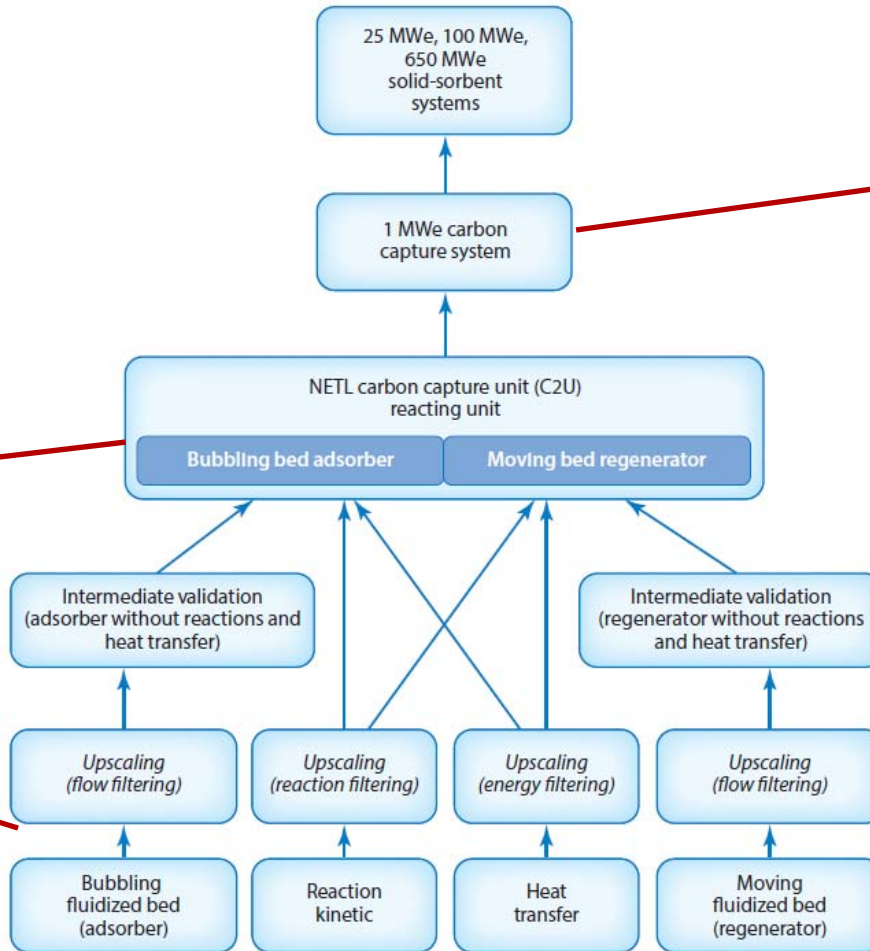 25 MWe, 100 MWe,
650 MWe
solid-sorbent
systems
1 MWe carbon
capture system
NETL carbon capture unit (C2U)
reacting unit
Bubbling bed adsorber
Moving bed regenerator
Intermediate validation
(adsorber without reactions and
heat transfer)
Intermediate validation
(regenerator without reactions
and heat transfer)
Upscaling
(flow filtering)
Upscaling
(reaction filtering)
Upscaling
(energy filtering)
Upscaling
(flow filtering)
Bubbling
fluidized bed
(adsorber)
Reaction
kinetic
Heat
transfer
Moving
fluidized bed
(regenerator)